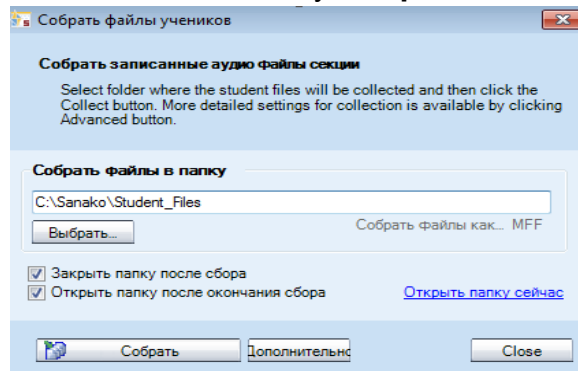 Собрать файлы учеников
Собрать записанные аудио файлы секции
Select folder where the student files will be collected and then click the
Collect button. More detailed settings for collection is available by clicking
Advanced button.
Собрать файлы в папку
C:\Sanako\Student_Files
Выбрать...
Собрать файлы как... MFF
Закрыть папку после сбора
Открыть папку после окончания сбора
Открыть папку сейчас
Собрать
Дополнительно
Close